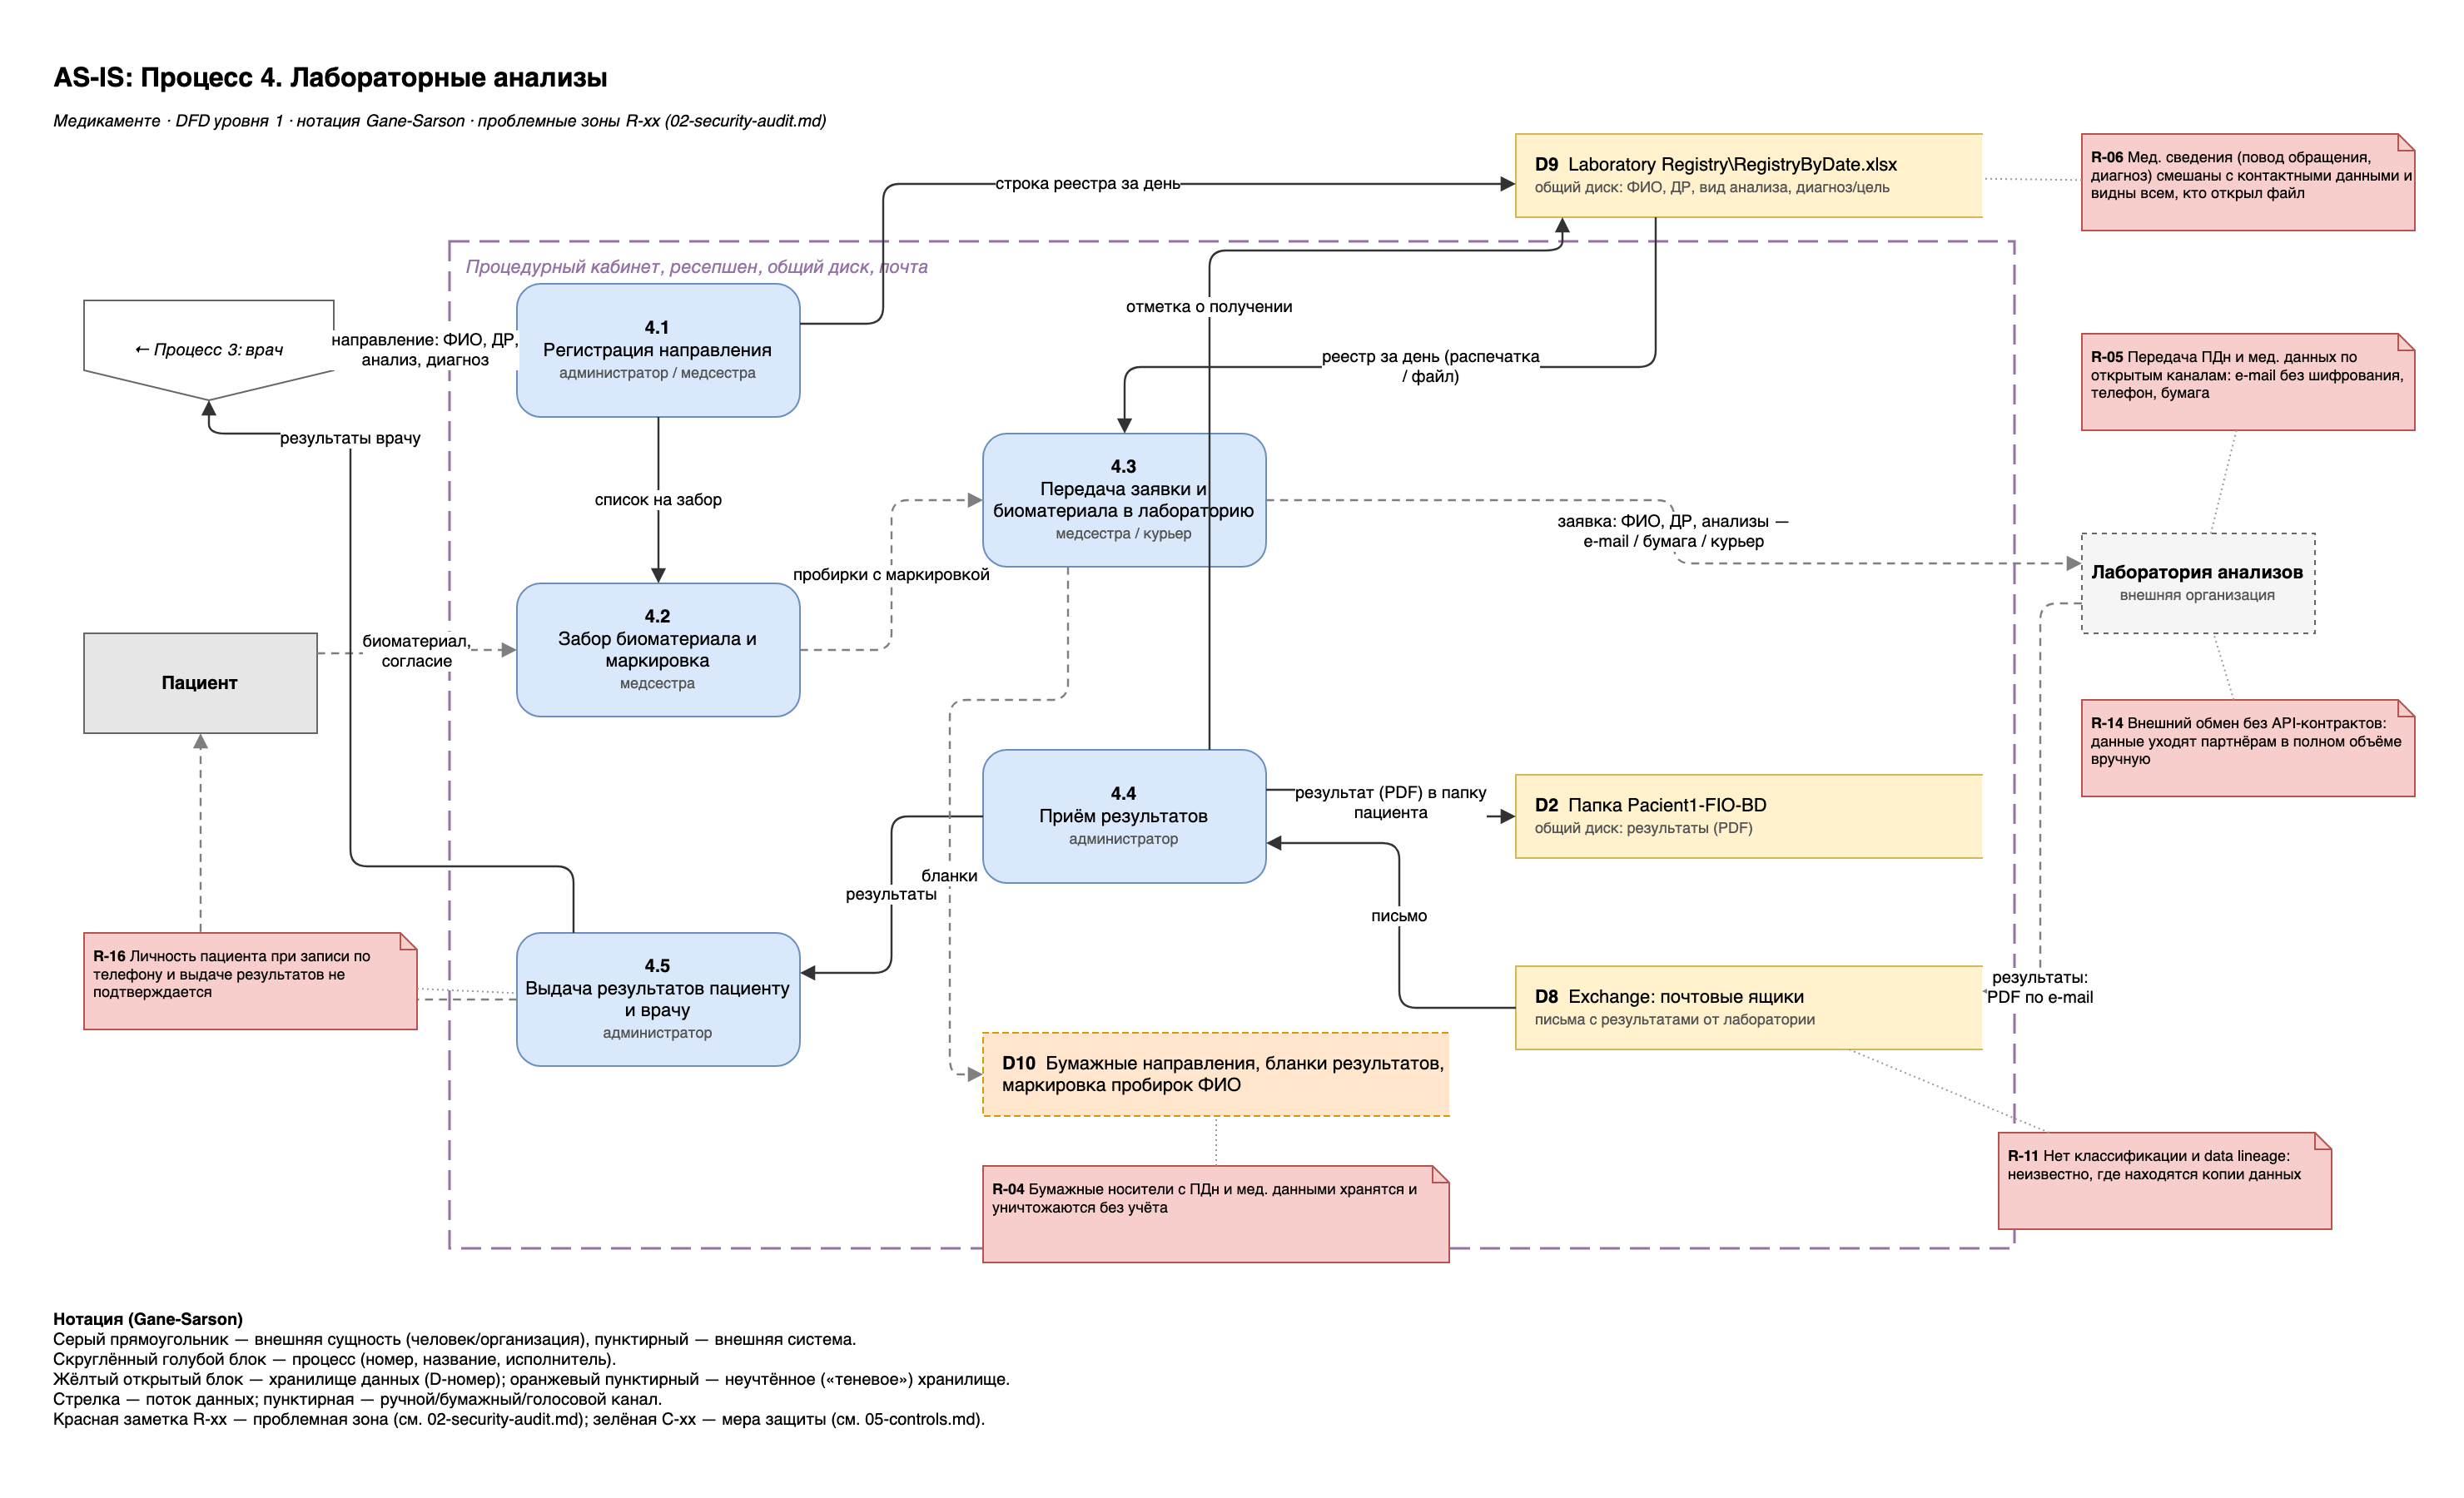 AS-IS: Процесс 4. Лабораторные анализы
Медикаменте · DFD уровня 1 · нотация Gane-Sarson · проблемные зоны R-xx (02-security-audit.md)
D9 Laboratory Registry\RegistryByDate.xlsx
общий диск: ФИО, ДР, вид анализа, диагноз/цель
R-06 Мед. сведения (повод обращения,
диагноз) смешаны с контактными данными и
видны всем, кто открыл файл
строка реестра за день
Процедурный кабинет, ресепшен, общий диск, почта
отметка о получении
← Процесс 3: врач
направление: ФИО, ДР,
анализ, диагноз
4.1
Регистрация направления
администратор / медсестра
реестр за день (распечатка
/ файл)
R-05 Передача ПДн и мед. данных по
открытым каналам: e-mail без шифрования,
телефон, бумага
результаты врачу
список на забор
4.3
Передача заявки и
биоматериала в лабораторию
медсестра / курьер
заявка: ФИО, ДР, анализы —
e-mail / бумага / курьер
Лаборатория анализов
внешняя организация
пробирки с маркировкой
4.2
Забор биоматериала и
маркировка
медсестра
биоматериал,
согласие
Пациент
R-14 Внешний обмен без API-контрактов:
данные уходят партнёрам в полном объёме
вручную
4.4
Приём результатов
администратор
результат (PDF) в папку
пациента
D2 Папка Pacient1-FIO-BD
общий диск: результаты (PDF)
бланки
результаты
письмо
R-16 Личность пациента при записи по
телефону и выдаче результатов не
подтверждается
4.5
Выдача результатов пациенту
и врачу
администратор
D8 Exchange: почтовые ящики
письма с результатами от лаборатории
результаты:
PDF по e-mail
D10 Бумажные направления, бланки результатов,
маркировка пробирок ФИО
R-11 Нет классификации и data lineage:
неизвестно, где находятся копии данных
R-04 Бумажные носители с ПДн и мед. данными хранятся и
уничтожаются без учёта
Нотация (Gane-Sarson)
Серый прямоугольник — внешняя сущность (человек/организация), пунктирный — внешняя система.
Скруглённый голубой блок — процесс (номер, название, исполнитель).
Жёлтый открытый блок — хранилище данных (D-номер); оранжевый пунктирный — неучтённое («теневое») хранилище.
Стрелка — поток данных; пунктирная — ручной/бумажный/голосовой канал.
Красная заметка R-xx — проблемная зона (см. 02-security-audit.md); зелёная C-xx — мера защиты (см. 05-controls.md).